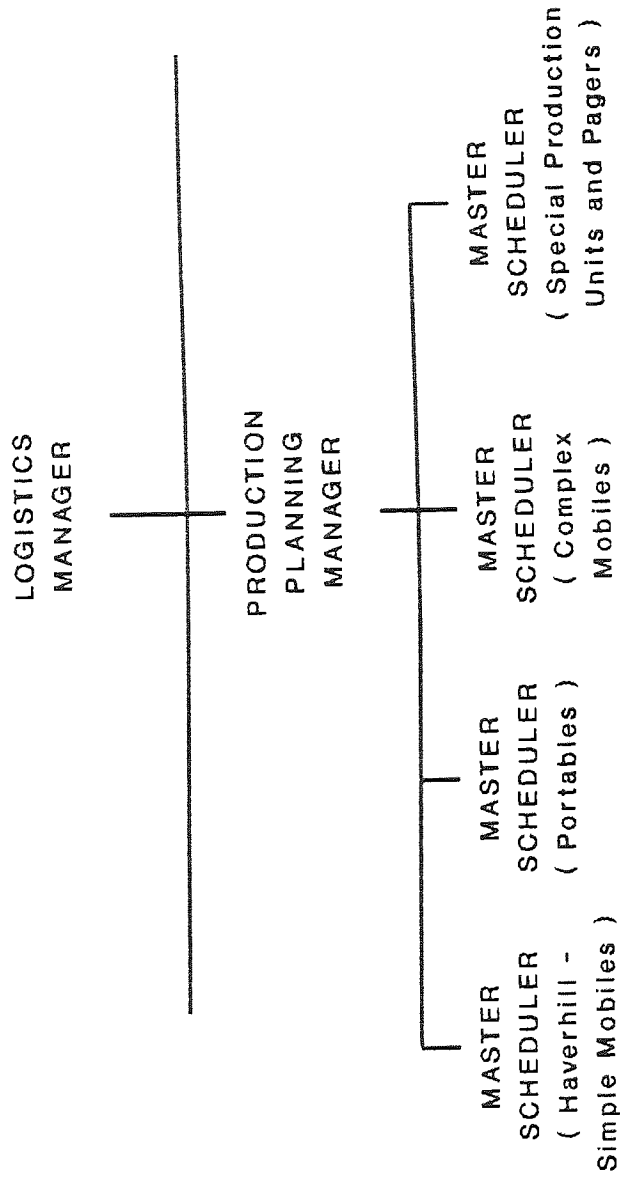 LOGISTICS
MANAGER
PRODUCTION
PLANNING
MANAGER
MASTER
SCHEDULER
( Haverhill -
Simple Mobiles )
MASTER
SCHEDULER
( Portables )
MASTER
SCHEDULER
( Complex
Mobiles )
MASTER
SCHEDULER
( Special Production
Units and Pagers )